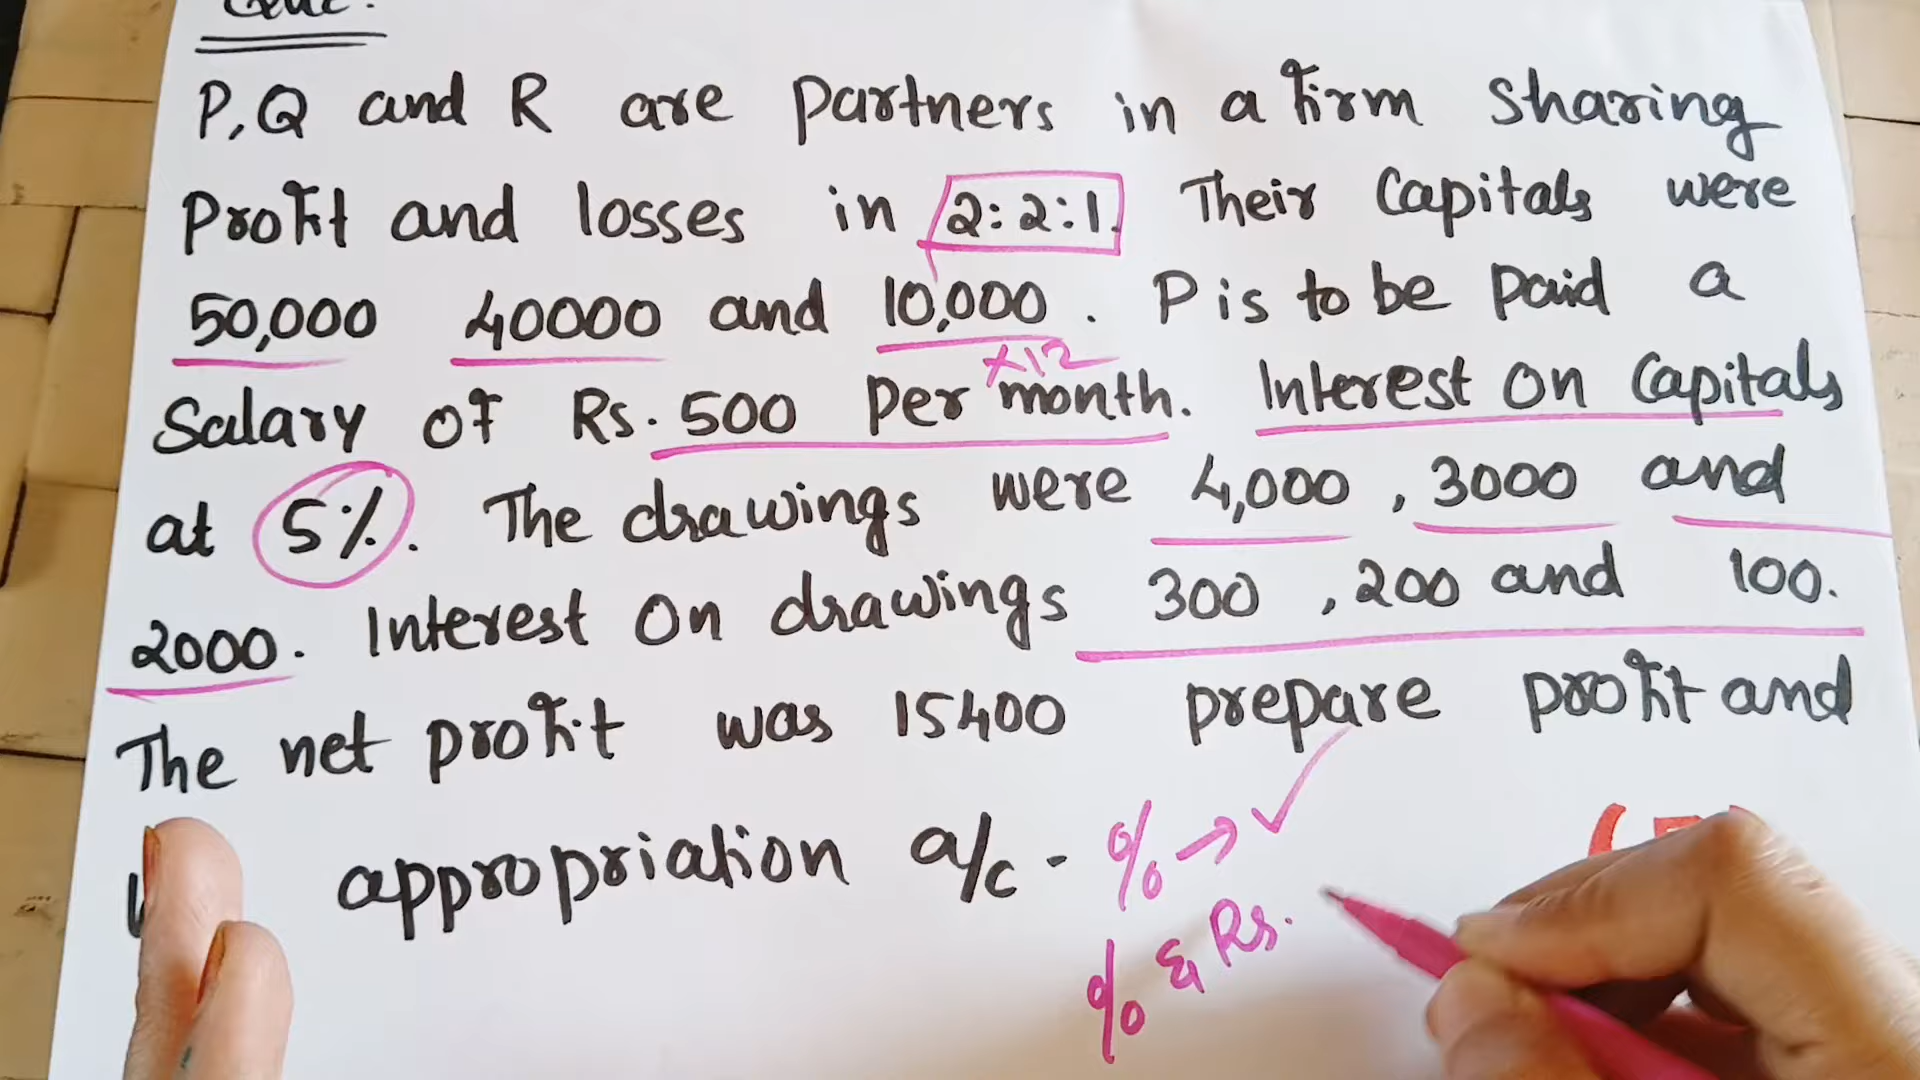 P, Q and R are partners in a firm sharing
Profit and losses in 2:2:1. Their Capitals were
50,000 40000 and 10,000. P is to be paid a
×12
Salary of Rs. 500 Per month. Interest on Capitals
at 5%. The drawings were 4,000, 3000 and
2000. Interest on drawings 300, 200 and 100.
The net profit was 15400 prepare profit and
appropriation a/c - % → ✓
% & Rs.